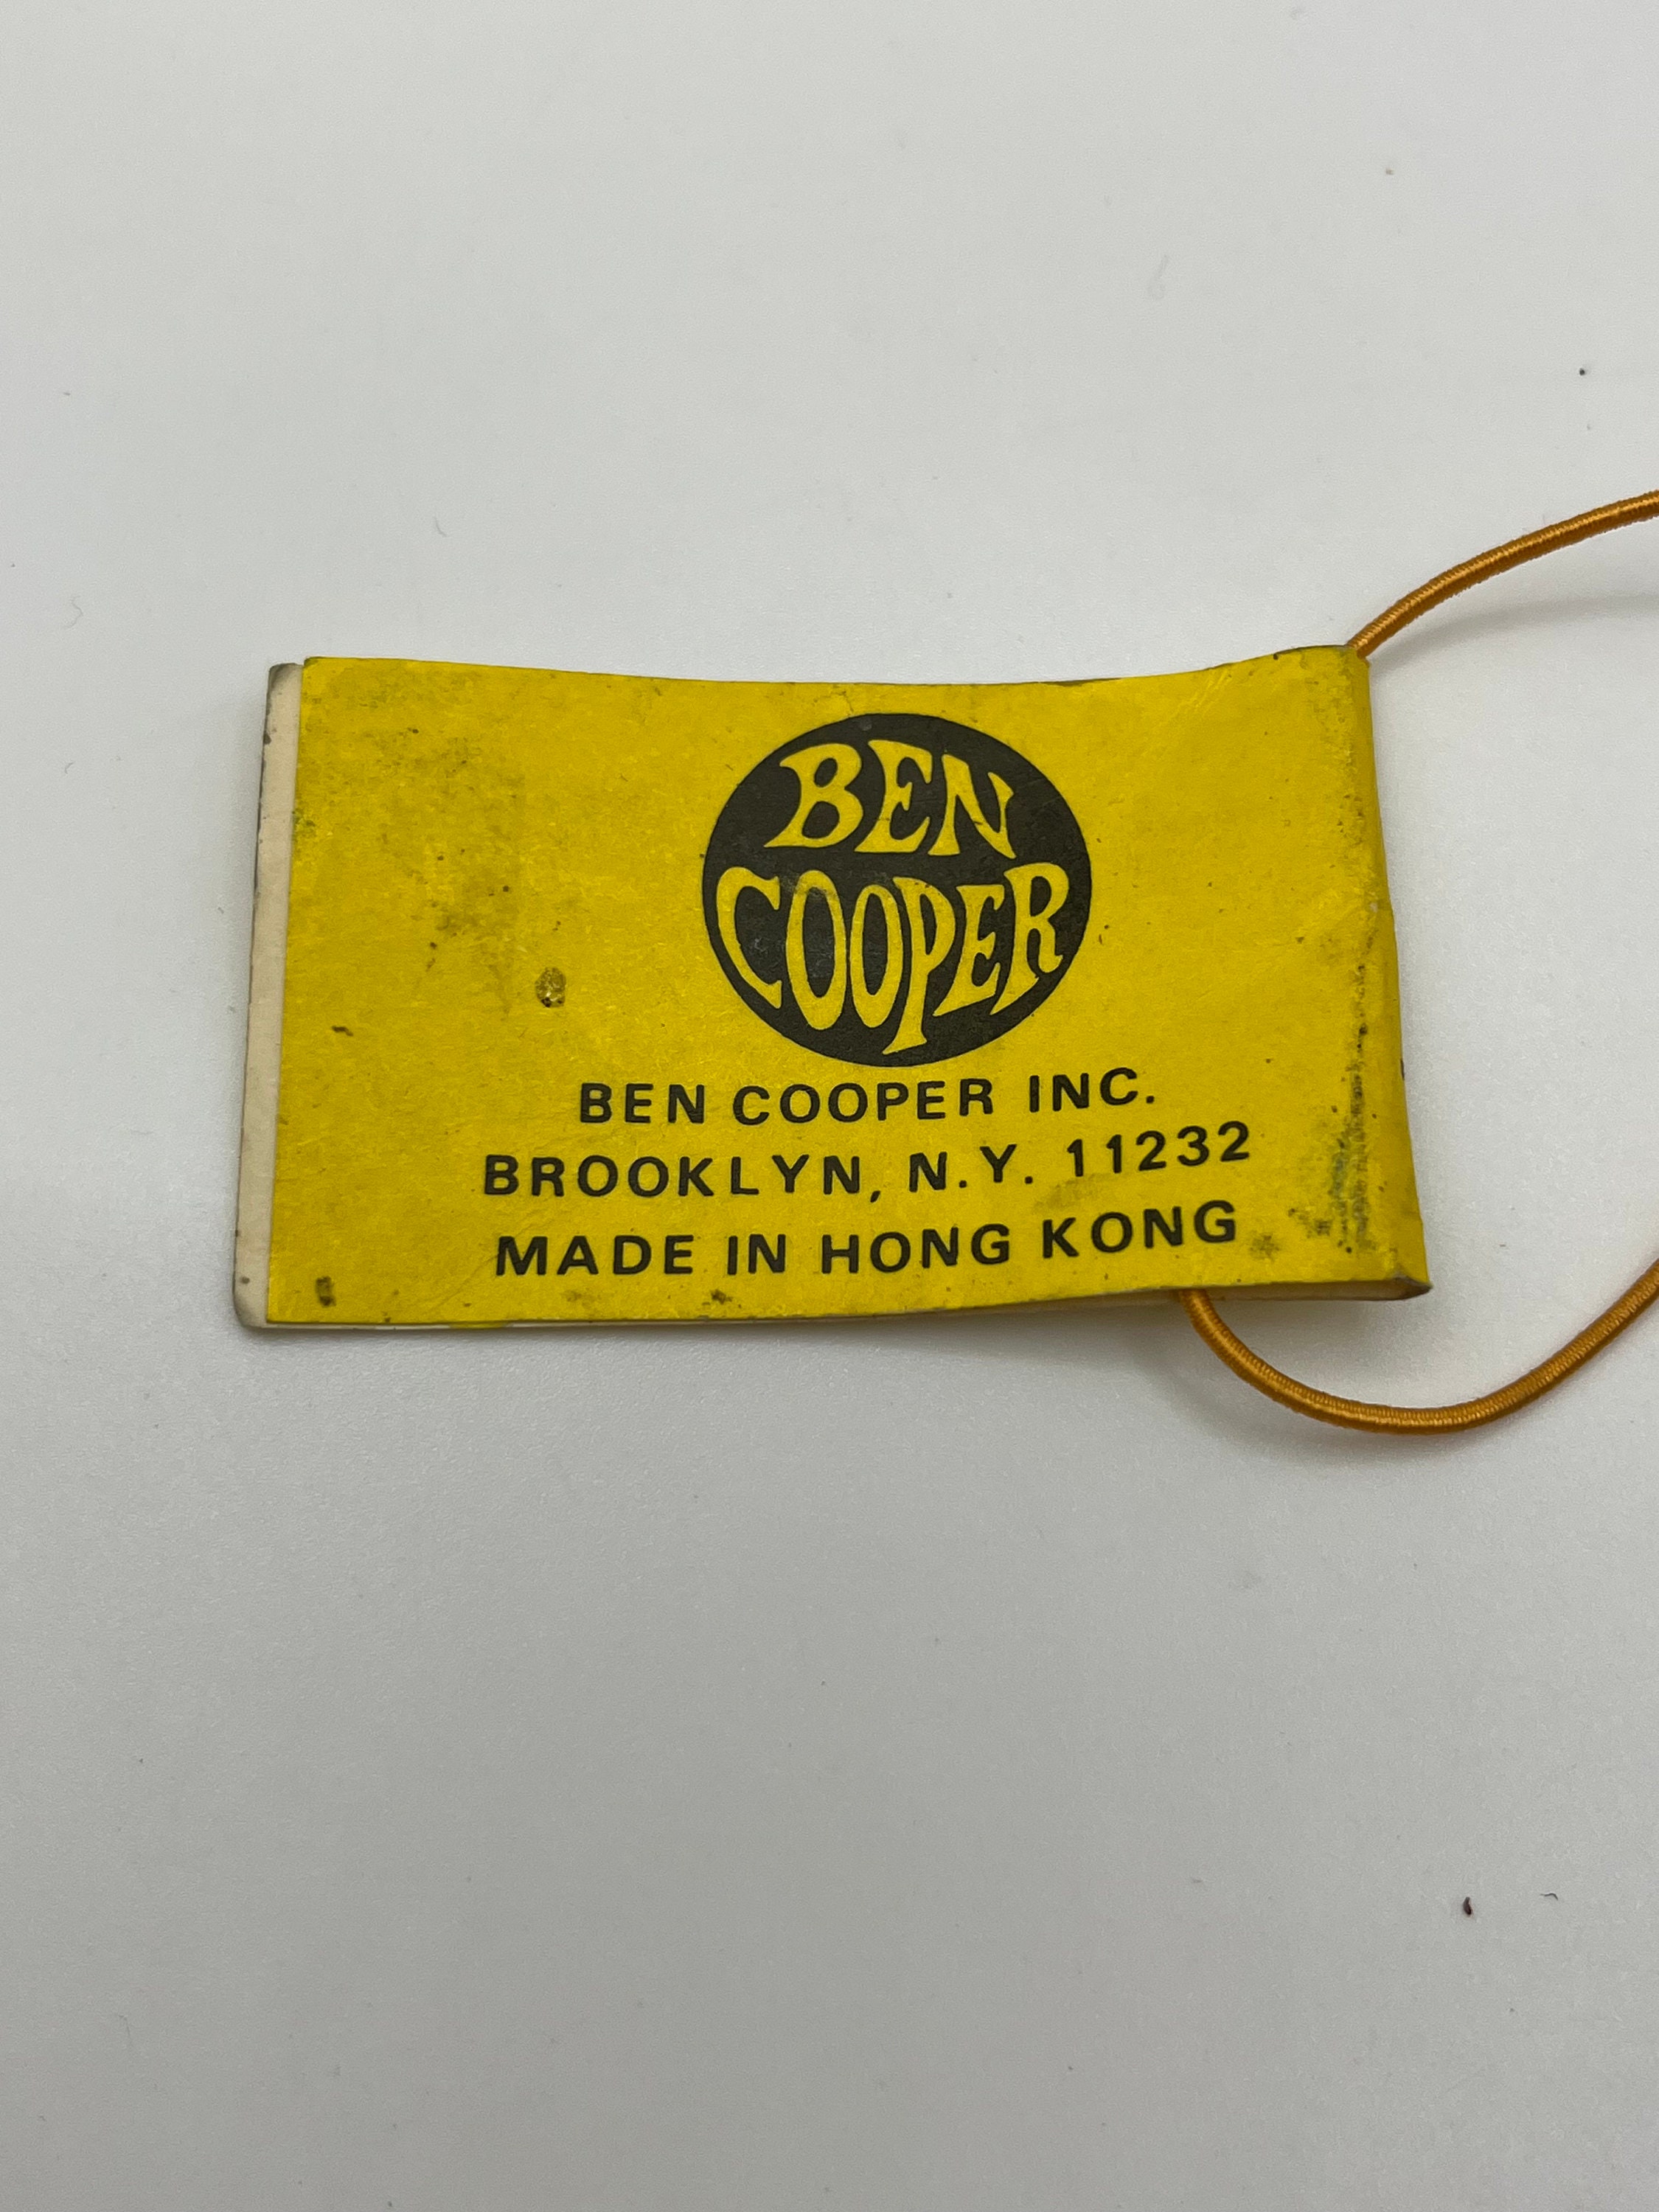 BEN
COOPER
BEN COOPER INC.
BROOKLYN, N.Y. 11232
MADE IN HONG KONG